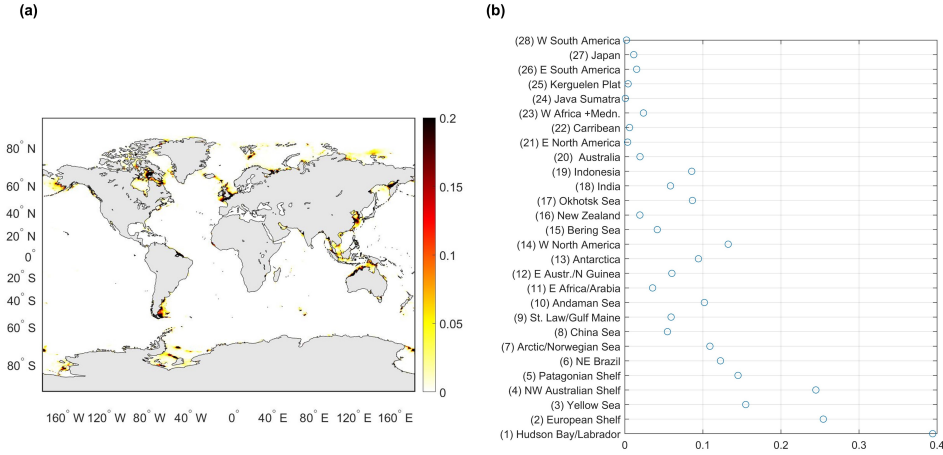 (a)
80° N
60° N
40° N
20° N
0°
20° S
40° S
60° S
80° S
160° W 120° W 80° W 40° W 0° 40° E 80° E 120° E 160° E
0.2
0.15
0.1
0.05
0
(b)
(28) W South America
(27) Japan
(26) E South America
(25) Kerguelen Plat
(24) Java Sumatra
(23) W Africa +Medn.
(22) Carribean
(21) E North America
(20) Australia
(19) Indonesia
(18) India
(17) Okhotsk Sea
(16) New Zealand
(15) Bering Sea
(14) W North America
(13) Antarctica
(12) E Austr./N Guinea
(11) E Africa/Arabia
(10) Andaman Sea
(9) St. Law/Gulf Maine
(8) China Sea
(7) Arctic/Norwegian Sea
(6) NE Brazil
(5) Patagonian Shelf
(4) NW Australian Shelf
(3) Yellow Sea
(2) European Shelf
(1) Hudson Bay/Labrador
0 0.1 0.2 0.3 0.4